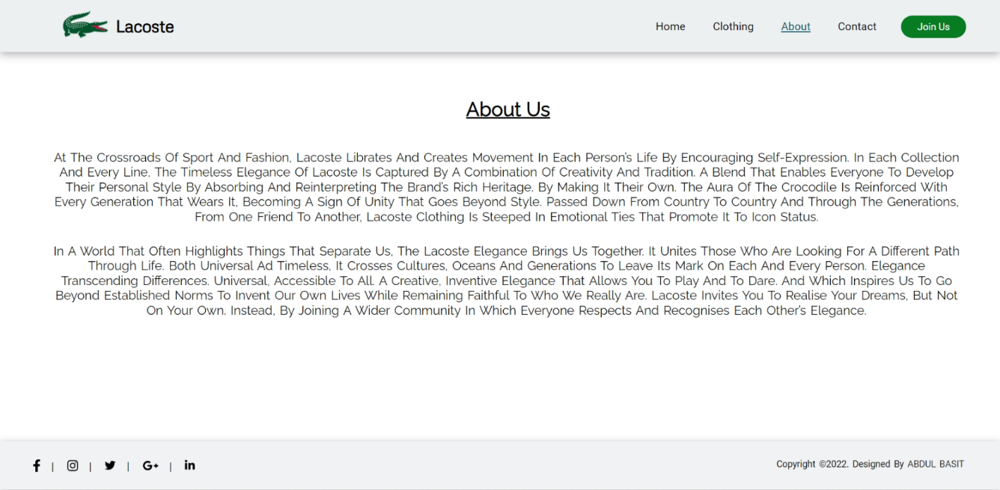 Lacoste
Home Clothing About Contact Join Us
About Us
At The Crossroads Of Sport And Fashion, Lacoste Librates And Creates Movement In Each Person's Life By Encouraging Self-Expression. In Each Collection
And Every Line, The Timeless Elegance Of Lacoste Is Captured By A Combination Of Creativity And Tradition. A Blend That Enables Everyone To Develop
Their Personal Style By Absorbing And Reinterpreting The Brand's Rich Heritage. By Making It Their Own. The Aura Of The Crocodile Is Reinforced With
Every Generation That Wears It, Becoming A Sign Of Unity That Goes Beyond Style. Passed Down From Country To Country And Through The Generations,
From One Friend To Another, Lacoste Clothing Is Steeped In Emotional Ties That Promote It To Icon Status.
In A World That Often Highlights Things That Separate Us, The Lacoste Elegance Brings Us Together. It Unites Those Who Are Looking For A Different Path
Through Life. Both Universal Ad Timeless, It Crosses Cultures, Oceans And Generations To Leave Its Mark On Each And Every Person. Elegance
Transcending Differences. Universal, Accessible To All. A Creative, Inventive Elegance That Allows You To Play And To Dare. And Which Inspires Us To Go
Beyond Established Norms To Invent Our Own Lives While Remaining Faithful To Who We Really Are. Lacoste Invites You To Realise Your Dreams, But Not
On Your Own. Instead, By Joining A Wider Community In Which Everyone Respects And Recognises Each Other's Elegance.
| | | | 
Copyright ©2022. Designed By ABDUL BASIT